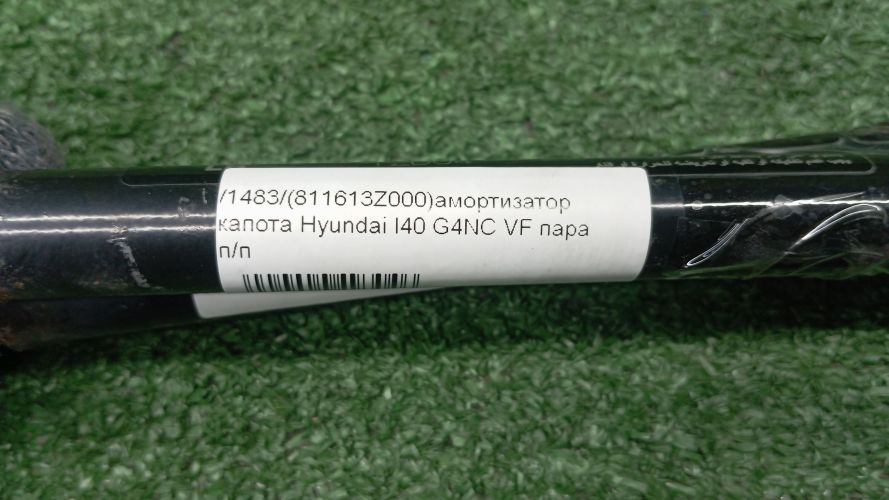 /1483/(811613Z000)амортизатор
капота Hyundai I40 G4NC VF пара
п/п